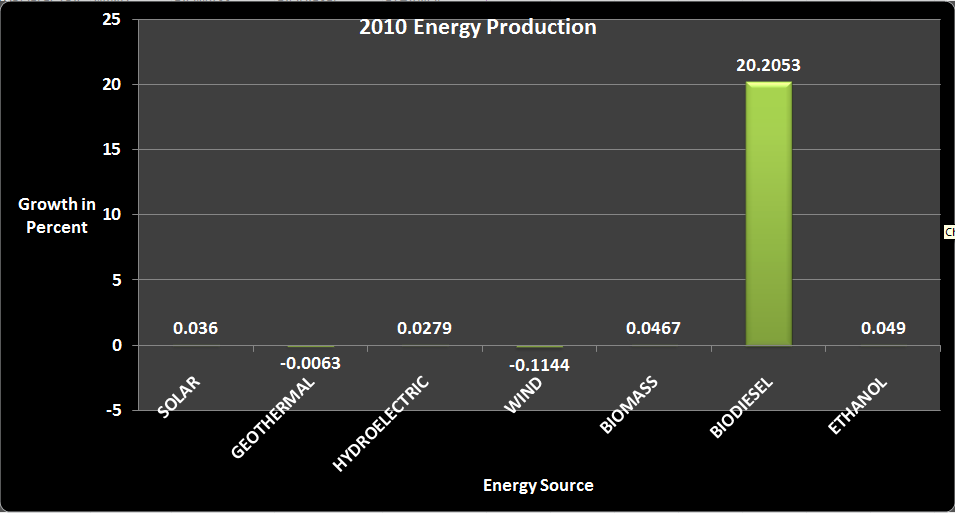 2010 Energy Production
25
20
15
10
5
0
-5
Growth in
Percent
0.036
-0.0063
0.0279
-0.1144
0.0467
20.2053
0.049
SOLAR
GEOTHERMAL
HYDROELECTRIC
WIND
BIOMASS
BIODIESEL
ETHANOL
Energy Source